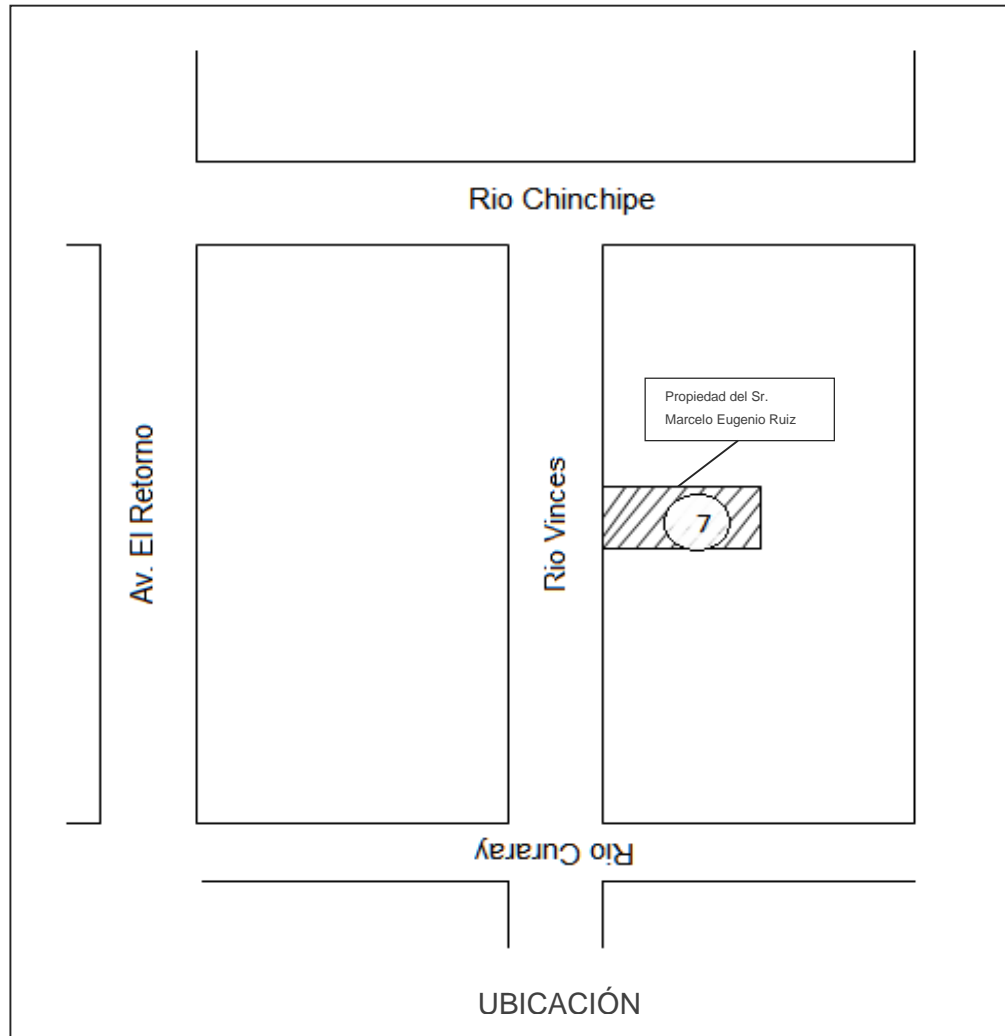 Rio Chinchipe
Propiedad del Sr.
Marcelo Eugenio Ruiz
Av. El Retorno
Rio Vinces
7
Rio Curaray
UBICACIÓN